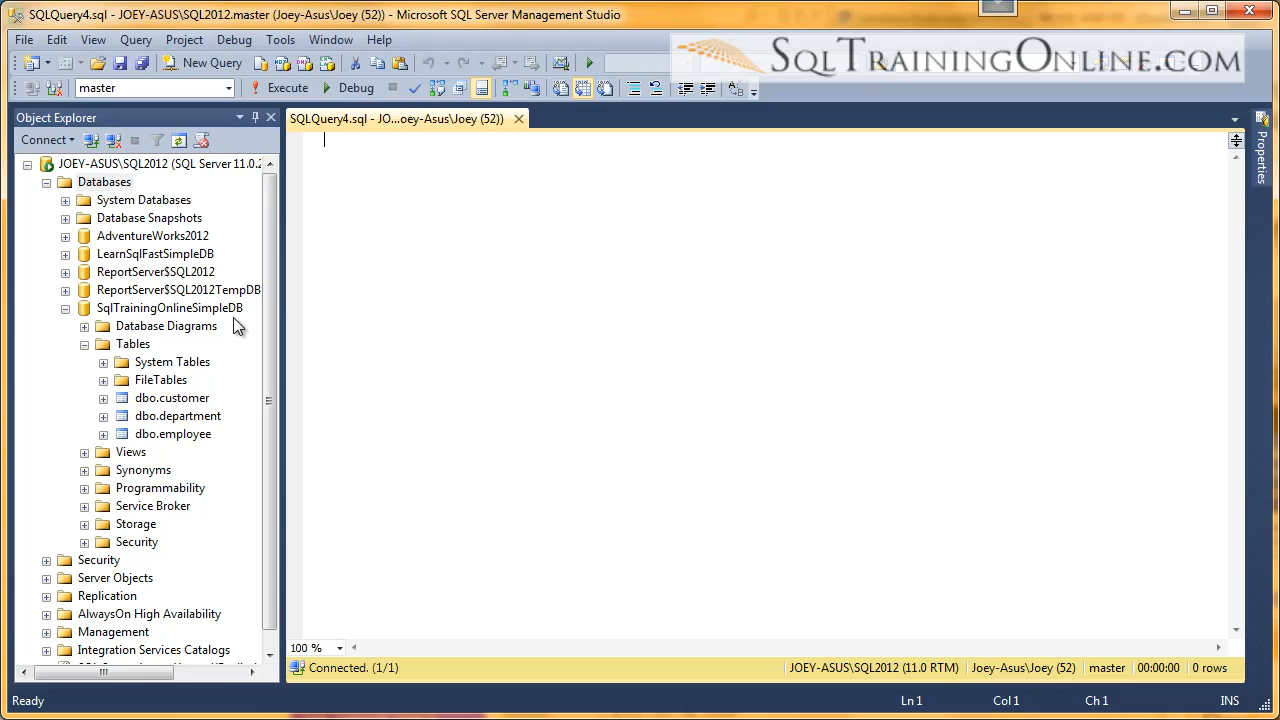 SQLQuery4.sql - JOEY-ASUS\SQL2012.master (Joey-Asus\Joey (52)) - Microsoft SQL Server Management Studio
File Edit View Query Project Debug Tools Window Help
SQLTRAININGONLINE.COM
New Query
master Execute Debug
Object Explorer
SQLQuery4.sql - JO...oey-Asus\Joey (52))
Connect
Properties
JOEY-ASUS\SQL2012 (SQL Server 11.0.2
Databases
System Databases
Database Snapshots
AdventureWorks2012
LearnSqlFastSimpleDB
ReportServer$SQL2012
ReportServer$SQL2012TempDB
SqlTrainingOnlineSimpleDB
Database Diagrams
Tables
System Tables
FileTables
dbo.customer
dbo.department
dbo.employee
Views
Synonyms
Programmability
Service Broker
Storage
Security
Security
Server Objects
Replication
AlwaysOn High Availability
Management
Integration Services Catalogs
100 %
Connected. (1/1) JOEY-ASUS\SQL2012 (11.0 RTM) Joey-Asus\Joey (52) master 00:00:00 0 rows
Ready Ln 1 Col 1 Ch 1 INS